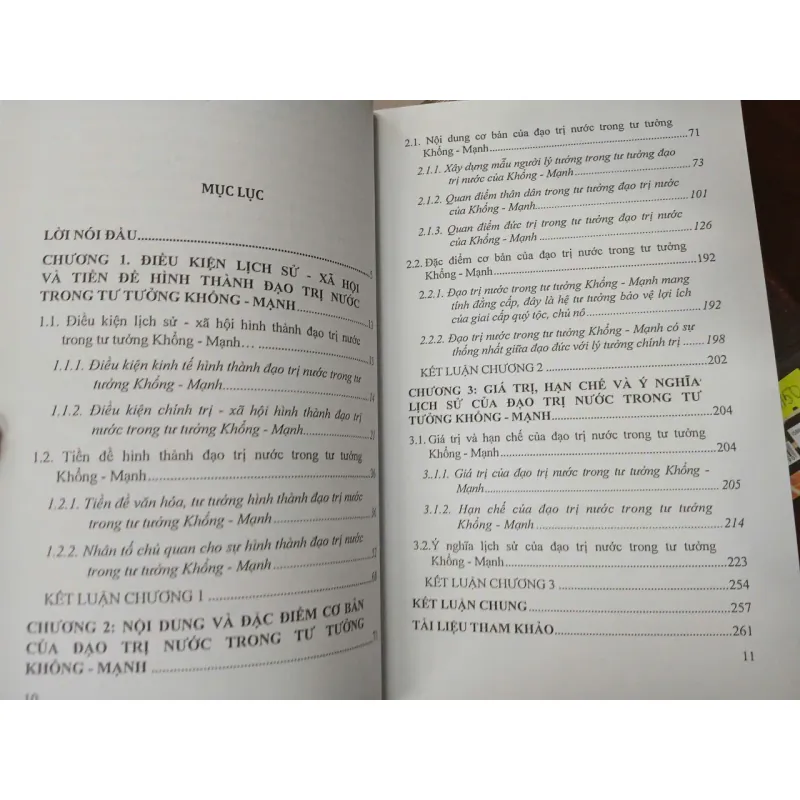 MỤC LỤC
LỜI NÓI ĐẦU..............................................5
CHƯƠNG 1. ĐIỀU KIỆN LỊCH SỬ - XÃ HỘI
VÀ TIỀN ĐỀ HÌNH THÀNH ĐẠO TRỊ NƯỚC
TRONG TƯ TƯỞNG KHỔNG - MẠNH................
1.1. Điều kiện lịch sử - xã hội hình thành đạo trị nước
trong tư tưởng Khổng - Mạnh…......................
1.1.1. Điều kiện kinh tế hình thành đạo trị nước trong tư
tưởng Khổng - Mạnh..........................
1.1.2. Điều kiện chính trị - xã hội hình thành đạo trị
nước trong tư tưởng Khổng - Mạnh.............
1.2. Tiền đề hình thành đạo trị nước trong tư tưởng
Khổng - Mạnh......................................
1.2.1. Tiền đề văn hóa, tư tưởng hình thành đạo trị nước
trong tư tưởng Khổng - Mạnh....................
1.2.2. Nhân tố chủ quan cho sự hình thành đạo trị nước
trong tư tưởng Khổng - Mạnh....................
KẾT LUẬN CHƯƠNG 1 ..................................
CHƯƠNG 2: NỘI DUNG VÀ ĐẶC ĐIỂM CƠ BẢN
CỦA ĐẠO TRỊ NƯỚC TRONG TƯ TƯỞNG
KHỔNG - MẠNH ......................................71
10
2.1. Nội dung cơ bản của đạo trị nước trong tư tưởng
Khổng - Mạnh.............................................71
2.1.1. Xây dựng mẫu người lý tưởng trong tư tưởng đạo
trị nước của Khổng - Mạnh.........................73
2.1.2. Quan điểm thân dân trong tư tưởng đạo trị nước
của Khổng - Mạnh.................................101
2.1.3. Quan điểm đức trị trong tư tưởng đạo trị nước
của Khổng - Mạnh ................................126
2.2. Đặc điểm cơ bản của đạo trị nước trong tư tưởng
Khổng - Mạnh............................................192
2.2.1. Đạo trị nước trong tư tưởng Khổng - Mạnh mang
tính đẳng cấp, đây là hệ tư tưởng bảo vệ lợi ích
của giai cấp quý tộc, chủ nô .......................192
2.2.2. Đạo trị nước trong tư tưởng Khổng - Mạnh có sự
thống nhất giữa đạo đức với lý tưởng chính trị .....198
KẾT LUẬN CHƯƠNG 2 ....................................202
CHƯƠNG 3: GIÁ TRỊ, HẠN CHẾ VÀ Ý NGHĨA
LỊCH SỬ CỦA ĐẠO TRỊ NƯỚC TRONG TƯ
TƯỞNG KHỔNG - MẠNH................................204
3.1. Giá trị và hạn chế của đạo trị nước trong tư tưởng
Khổng - Mạnh............................................204
3..1.1. Giá trị của đạo trị nước trong tư tưởng Khổng -
Mạnh..............................................205
3.1.2. Hạn chế của đạo trị nước trong tư tưởng
Khổng - Mạnh ....................................214
3.2.Ý nghĩa lịch sử của đạo trị nước trong tư tưởng
Khổng - Mạnh............................................223
KẾT LUẬN CHƯƠNG 3 ....................................254
KẾT LUẬN CHUNG.......................................257
TÀI LIỆU THAM KHẢO...................................261
11